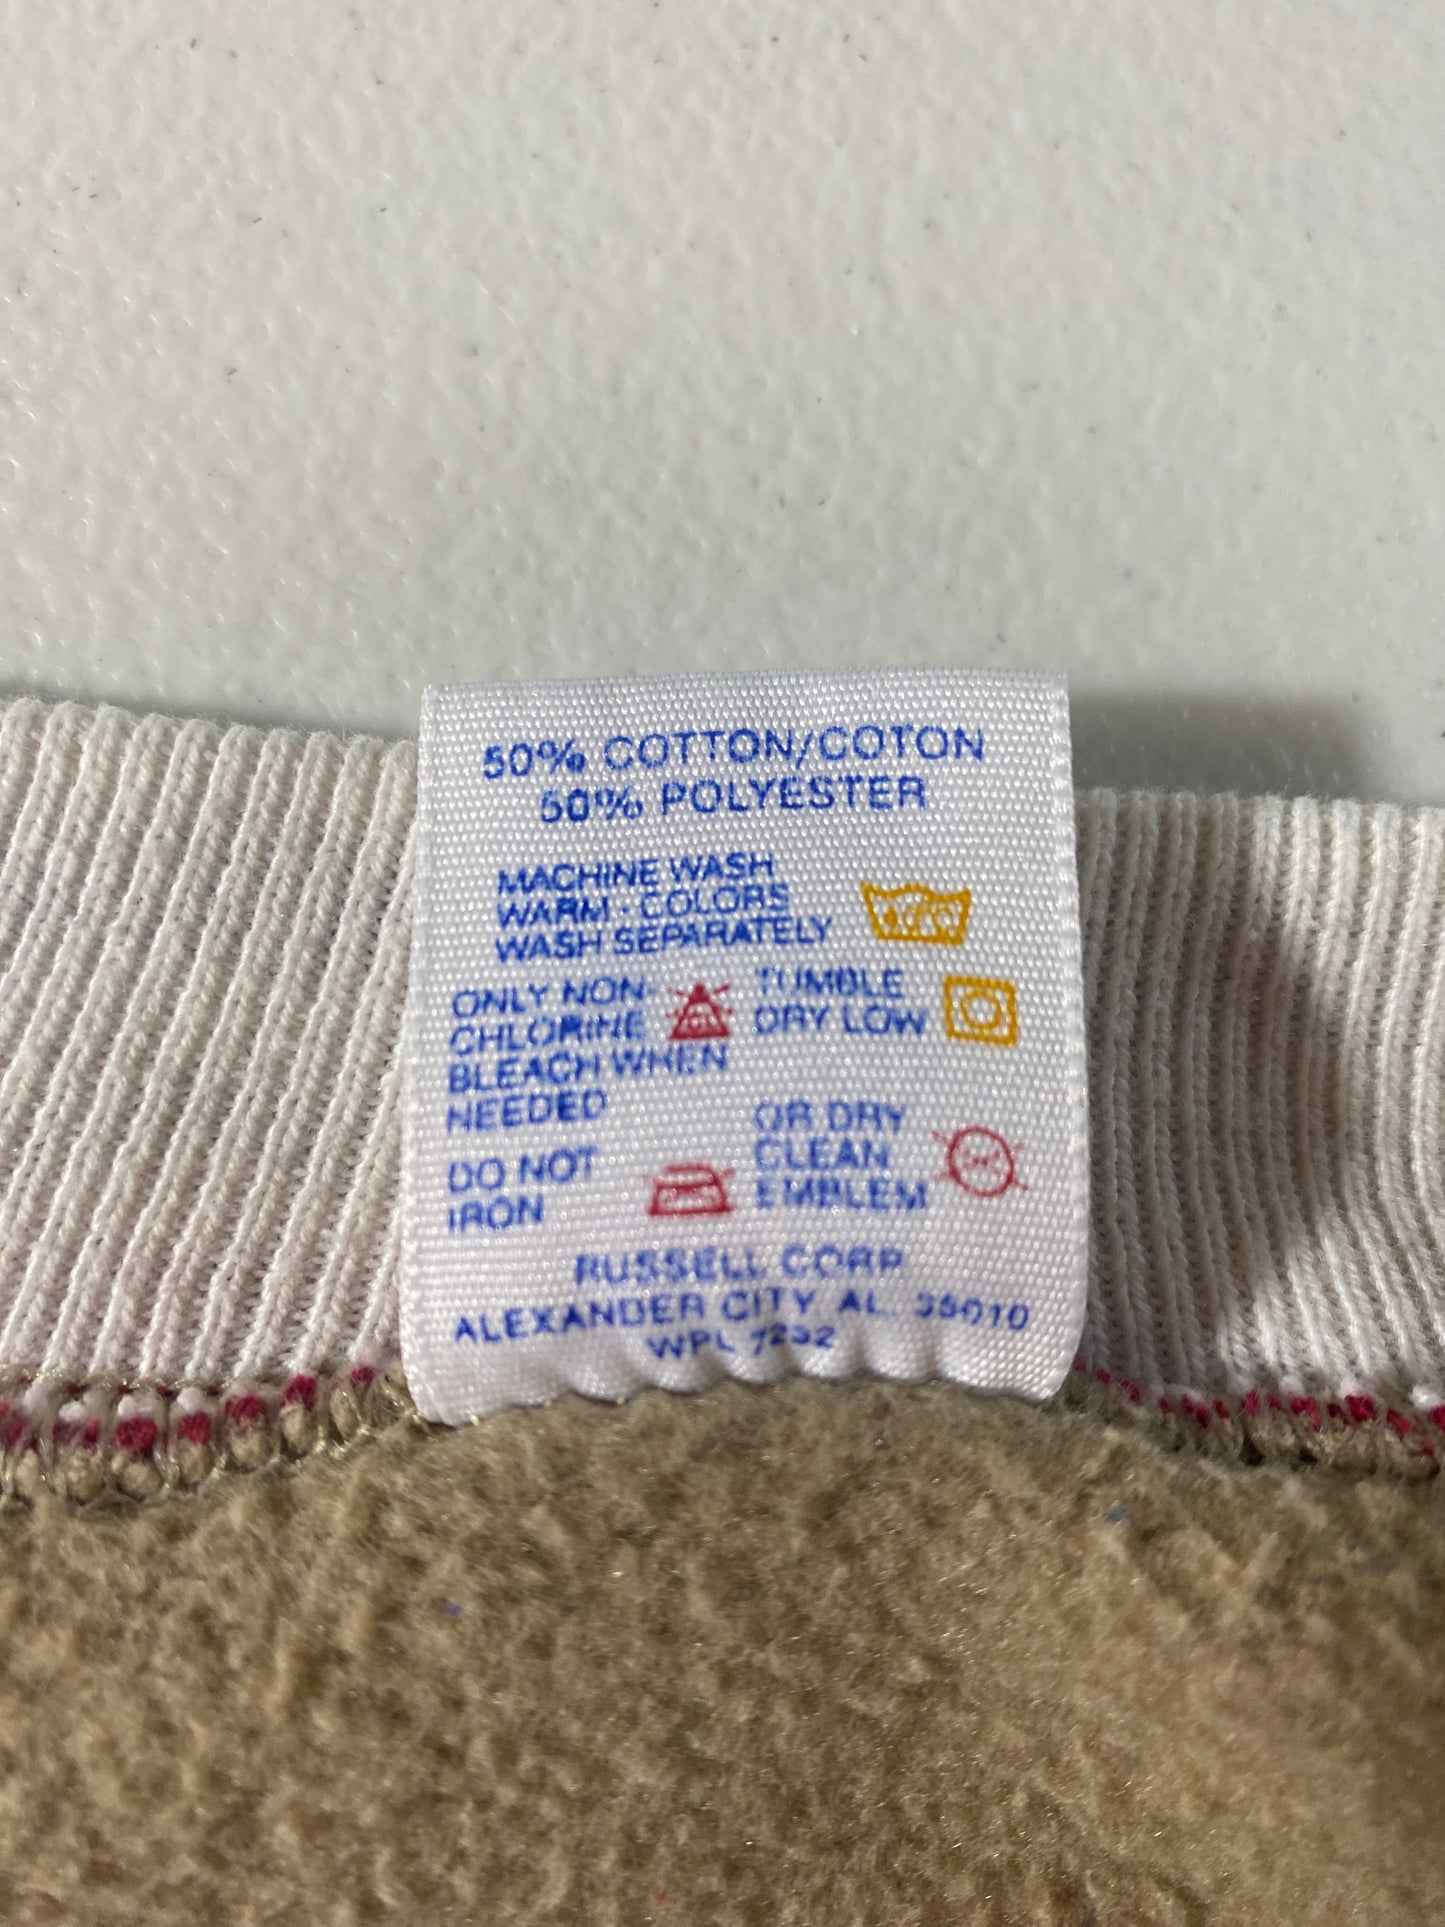 50% COTTON/COTON
50% POLYESTER
MACHINE WASH
WARM - COLORS
WASH SEPARATELY
ONLY NON-
CHLORINE
BLEACH WHEN
NEEDED
TUMBLE
DRY LOW
DO NOT
IRON
OR DRY
CLEAN
EMBLEM
RUSSELL CORP
ALEXANDER CITY, AL. 35010
WPL 7232